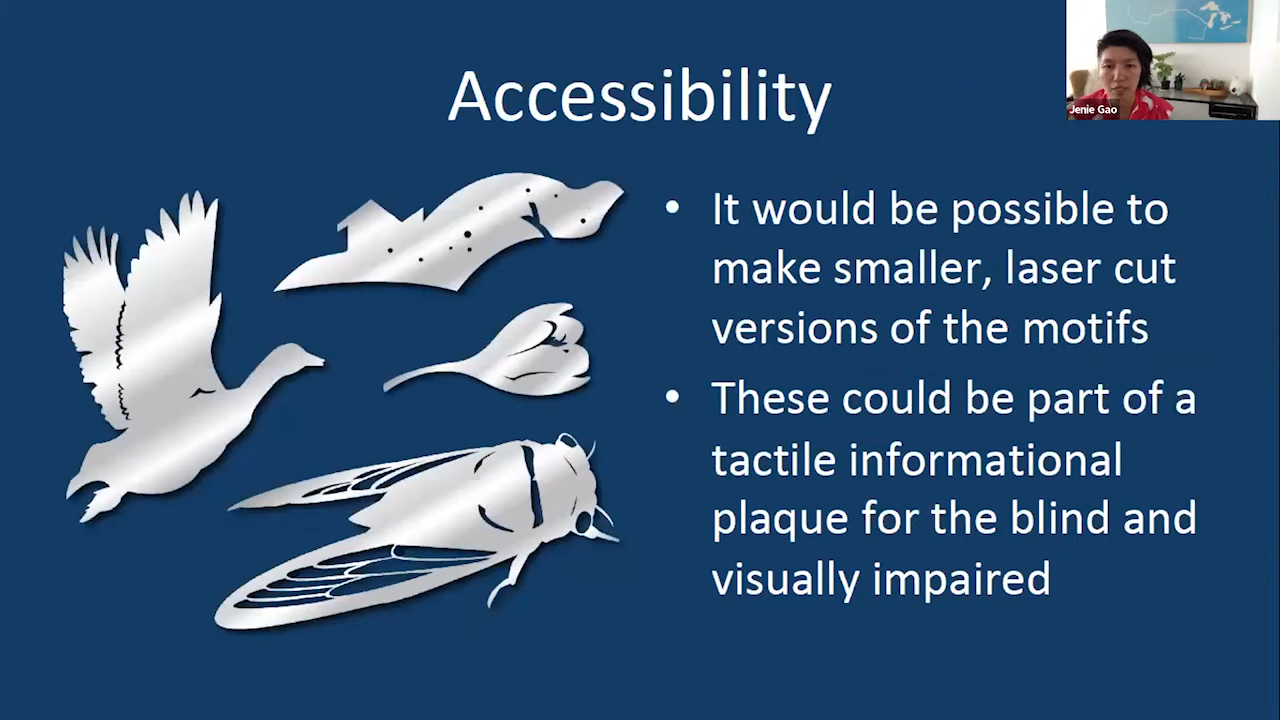 Accessibility
Jenie Gao
• It would be possible to
make smaller, laser cut
versions of the motifs
• These could be part of a
tactile informational
plaque for the blind and
visually impaired